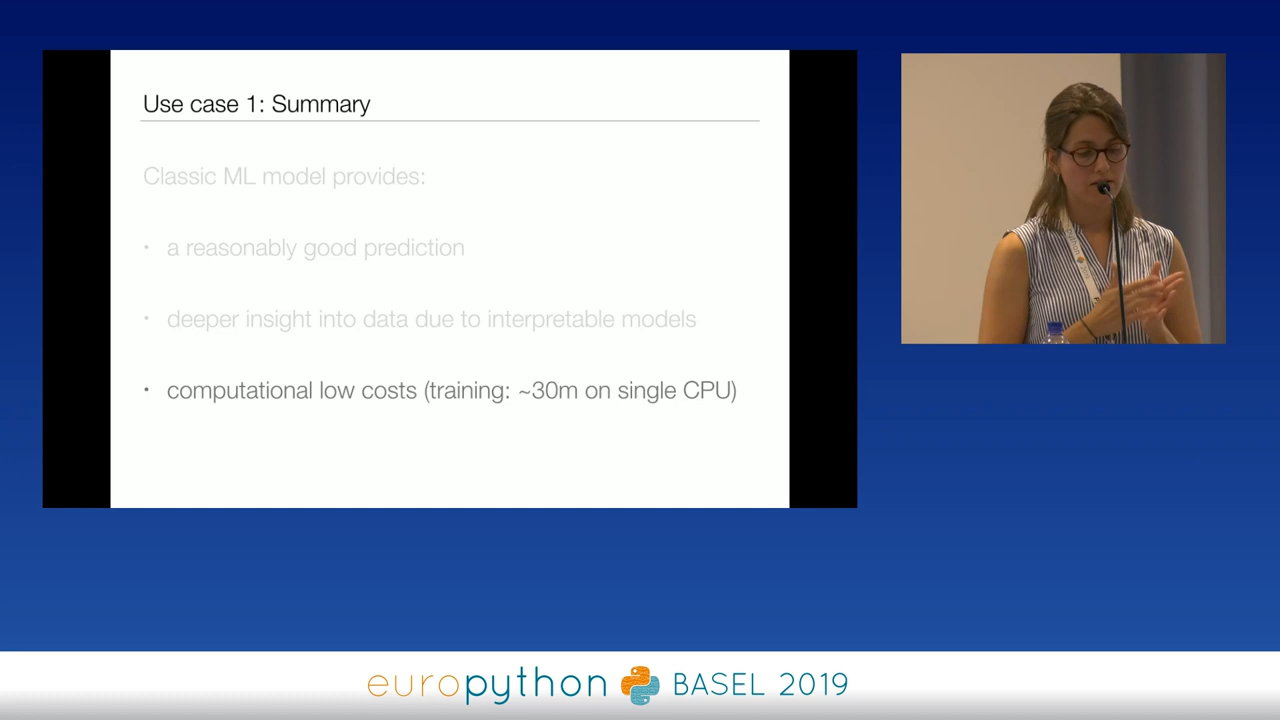 Use case 1: Summary
Classic ML model provides:
• a reasonably good prediction
• deeper insight into data due to interpretable models
• computational low costs (training: ~30m on single CPU)
europython BASEL 2019